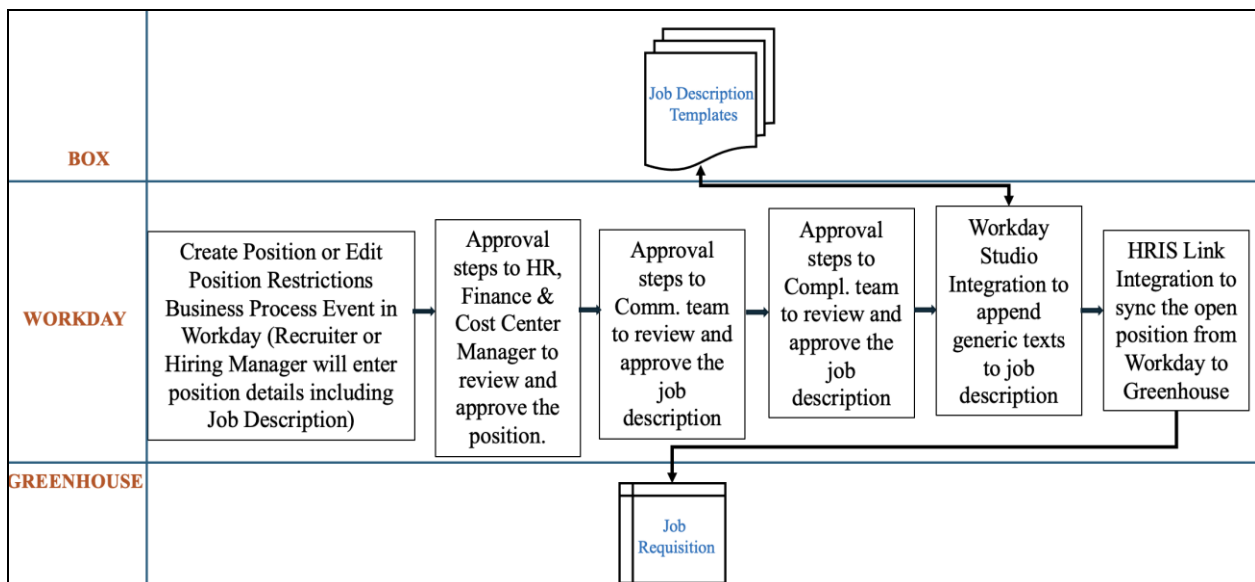 Job Description
Templates
BOX
WORKDAY
Create Position or Edit
Position Restrictions
Business Process Event in
Workday (Recruiter or
Hiring Manager will enter
position details including
Job Description)
Approval
steps to HR,
Finance &
Cost Center
Manager to
review and
approve the
position.
Approval
steps to
Comm. team
to review and
approve the
job
description
Approval
steps to
Compl. team
to review and
approve the
job
description
Workday
Studio
Integration to
append
generic texts
to job
description
HRIS Link
Integration to
sync the open
position from
Workday to
Greenhouse
GREENHOUSE
Job
Requisition